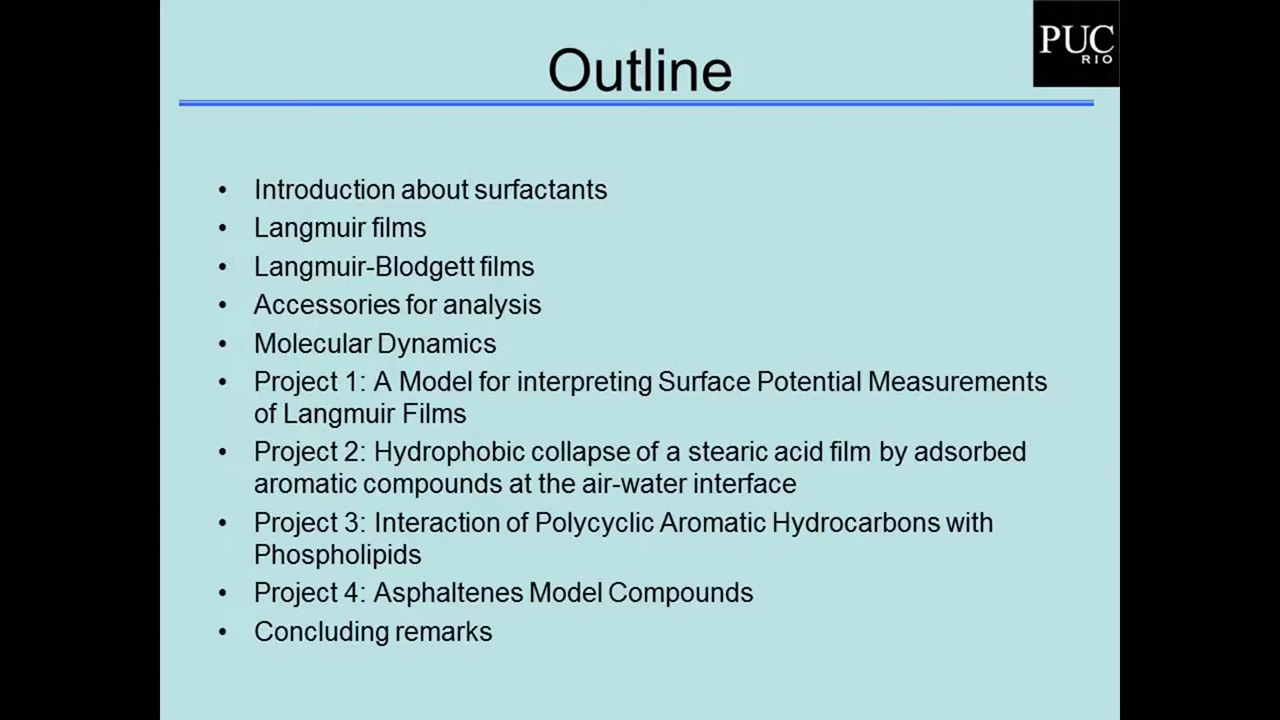 Outline
PUC
RIO
• Introduction about surfactants
• Langmuir films
• Langmuir-Blodgett films
• Accessories for analysis
• Molecular Dynamics
• Project 1: A Model for interpreting Surface Potential Measurements
of Langmuir Films
• Project 2: Hydrophobic collapse of a stearic acid film by adsorbed
aromatic compounds at the air-water interface
• Project 3: Interaction of Polycyclic Aromatic Hydrocarbons with
Phospholipids
• Project 4: Asphaltenes Model Compounds
• Concluding remarks